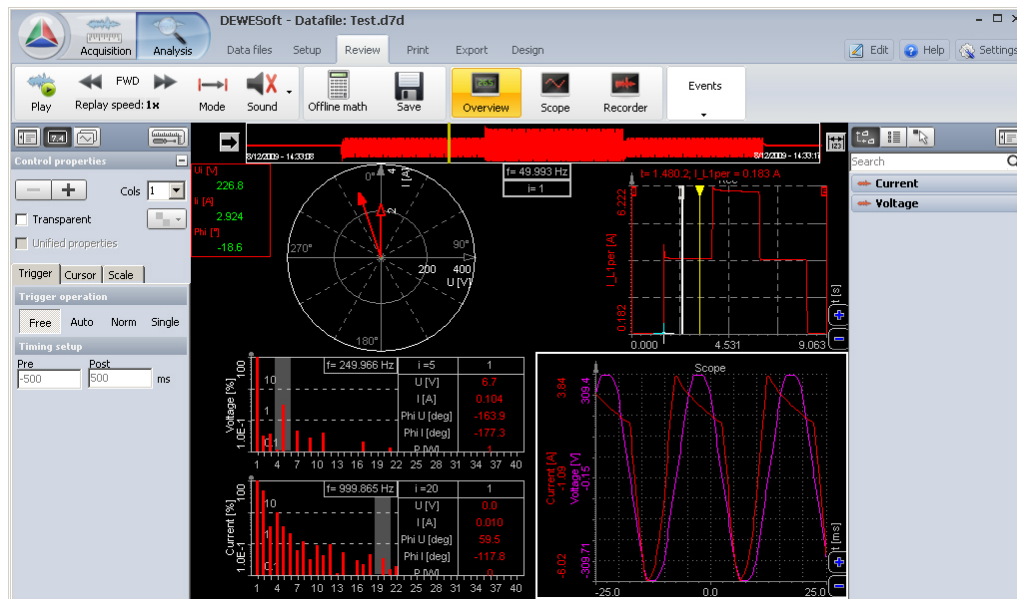 DEWESoft - Datafile: Test.d7d
Acquisition Analysis Data files Setup Review Print Export Design Edit Help Settings
FWD
Play Replay speed: 1x Mode Sound Offline math Save Overview Scope Recorder Events
Control properties
Cols 1
Transparent
Unified properties
Trigger Cursor Scale
Trigger operation
Free Auto Norm Single
Timing setup
Pre Post
-500 500 ms
8/12/2009 - 14:33:08
8/12/2009 - 14:33:17
Ui [V]
226.8
Ii [A]
2.924
Phi [°]
-18.6
0° 4 I [A]
2
270° 90°
200 400
U [V]
180°
f= 49.993 Hz
i= 1
t= 1.480 2; I_L1per = 0.183 A
6.222
I_L1per [A]
0.182
0.000 4.531 9.063
t [s]
f= 249.966 Hz i =5 1
U [V] 6.7
I [A] 0.104
Phi U [deg] -163.9
Phi I [deg] -177.3
P [W] 1
Voltage [%]
100
10
1
0.1
1.0E-1
1 4 7 10 13 16 19 22 25 28 31 34 37 40
f= 999.865 Hz i =20 1
U [V] 0.0
I [A] 0.010
Phi U [deg] 59.5
Phi I [deg] -117.8
P [W] 0
Current [%]
100
10
1
0.1
1.0E-1
1 4 7 10 13 16 19 22 25 28 31 34 37 40
Scope
3.84
309.4
Current [A]
-1.09
Voltage [V]
-0.15
-6.02
-309.71
-25.0 0.0 25.0
t [ms]
Search
Current
Voltage